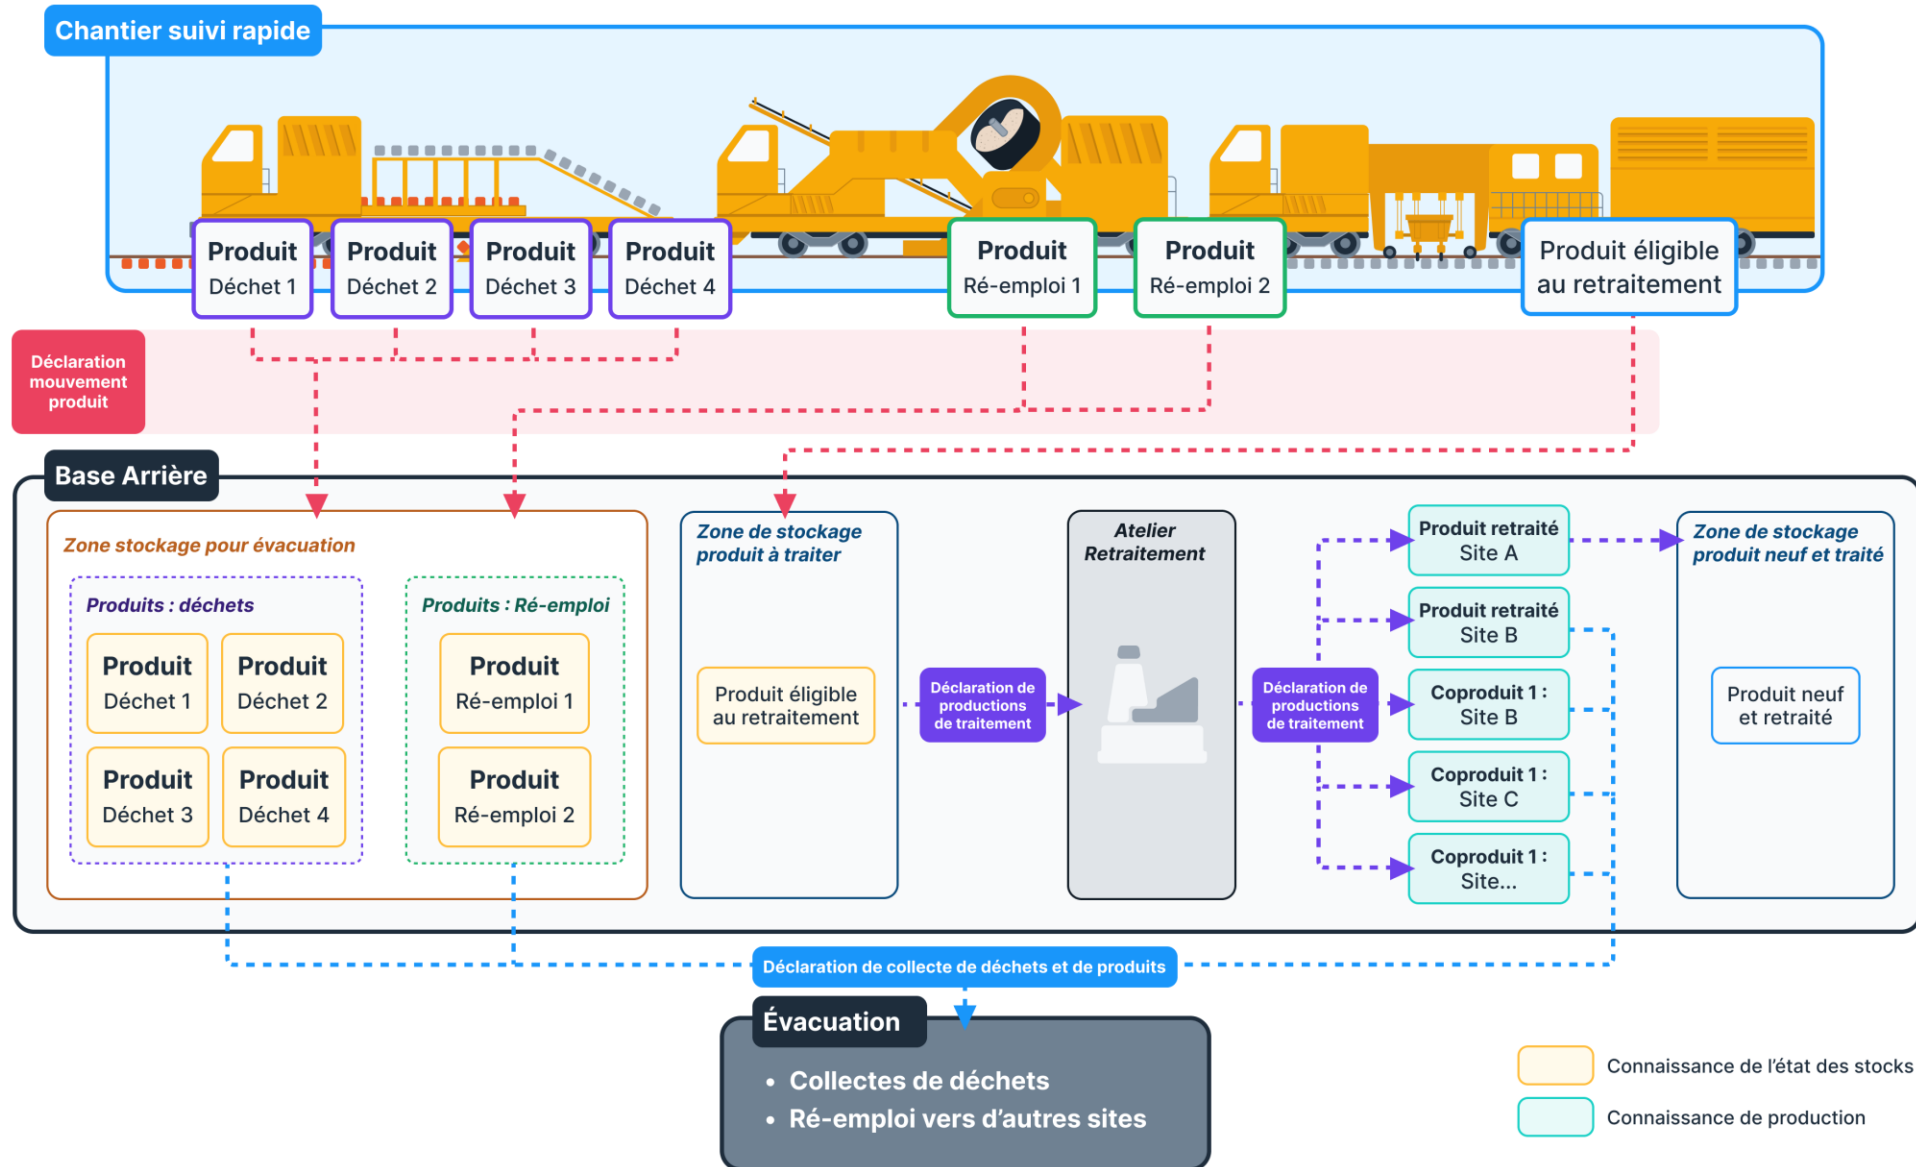 Chantier suivi rapide
Produit
Déchet 1
Produit
Déchet 2
Produit
Déchet 3
Produit
Déchet 4
Produit
Ré-emploi 1
Produit
Ré-emploi 2
Produit éligible
au retraitement
Déclaration
mouvement
produit
Base Arrière
Zone stockage pour évacuation
Produits : déchets
Produit
Déchet 1
Produit
Déchet 2
Produit
Déchet 3
Produit
Déchet 4
Produits : Ré-emploi
Produit
Ré-emploi 1
Produit
Ré-emploi 2
Zone de stockage
produit à traiter
Produit éligible
au retraitement
Déclaration de
productions
de traitement
Atelier
Retraitement
Déclaration de
productions
de traitement
Produit retraité
Site A
Produit retraité
Site B
Coproduit 1 :
Site B
Coproduit 1 :
Site C
Coproduit 1 :
Site...
Zone de stockage
produit neuf et traité
Produit neuf
et retraité
Déclaration de collecte de déchets et de produits
Évacuation
• Collectes de déchets
• Ré-emploi vers d'autres sites
Connaissance de l'état des stocks
Connaissance de production